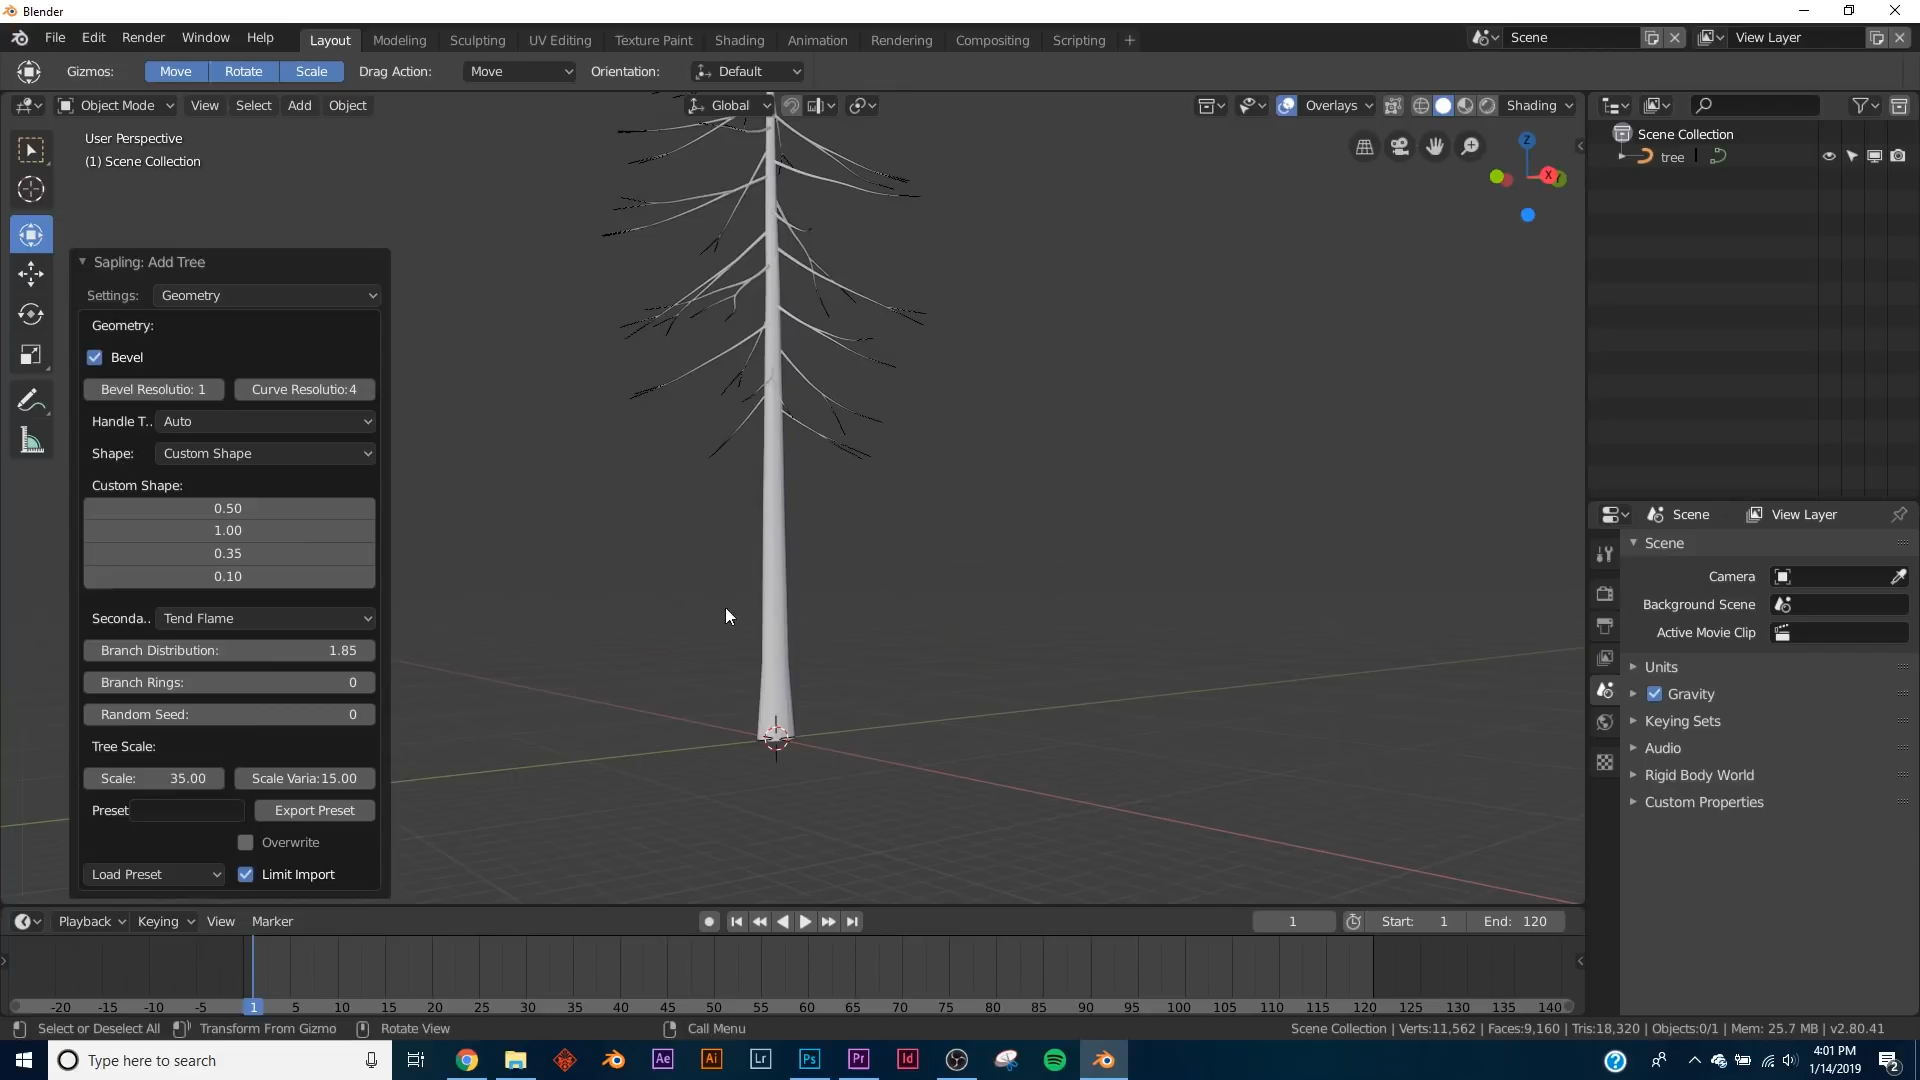 Blender
File Edit Render Window Help Layout Modeling Sculpting UV Editing Texture Paint Shading Animation Rendering Compositing Scripting + Scene View Layer
Gizmos: Move Rotate Scale Drag Action: Move Orientation: Default
Object Mode View Select Add Object Global Overlays Shading
User Perspective
(1) Scene Collection
Z
X
Sapling: Add Tree
Settings: Geometry
Geometry:
Bevel
Bevel Resolutio: 1 Curve Resolutio:4
Handle T.. Auto
Shape: Custom Shape
Custom Shape:
0.50
1.00
0.35
0.10
Seconda.. Tend Flame
Branch Distribution: 1.85
Branch Rings: 0
Random Seed: 0
Tree Scale:
Scale: 35.00 Scale Varia:15.00
Preset Export Preset
Overwrite
Load Preset Limit Import
Scene Collection
tree
Scene View Layer
Scene
Camera
Background Scene
Active Movie Clip
Units
Gravity
Keying Sets
Audio
Rigid Body World
Custom Properties
Playback Keying View Marker 1 Start: 1 End: 120
-20 -15 -10 -5 1 5 10 15 20 25 30 35 40 45 50 55 60 65 70 75 80 85 90 95 100 105 110 115 120 125 130 135 140
Select or Deselect All Transform From Gizmo Rotate View Call Menu Scene Collection | Verts:11,562 | Faces:9,160 | Tris:18,320 | Objects:0/1 | Mem: 25.7 MB | v2.80.41
Type here to search Ae Ai Lr Ps Pr Id 4:01 PM
1/14/2019 2